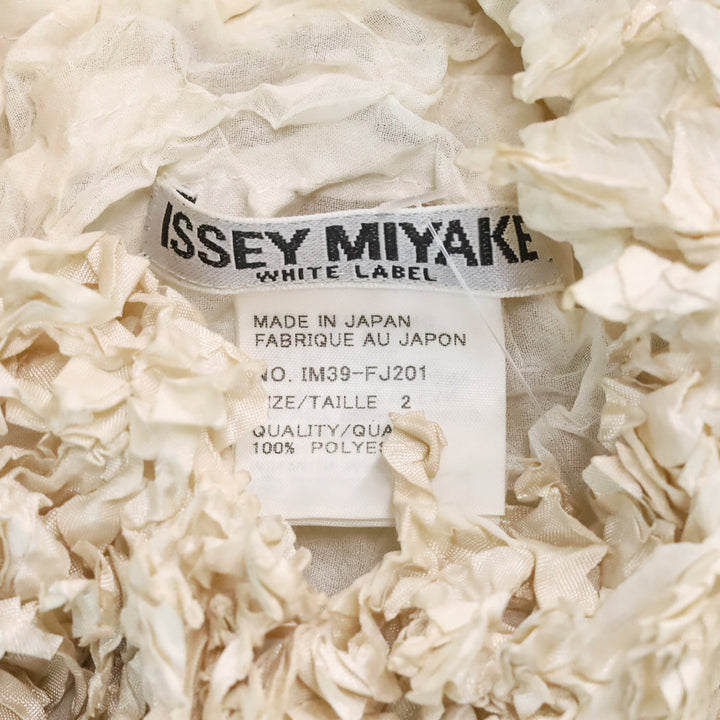 ISSEY MIYAKE
WHITE LABEL
MADE IN JAPAN
FABRIQUE AU JAPON
NO. IM39-FJ201
SIZE/TAILLE 2
QUALITY/QUA
100% POLYES